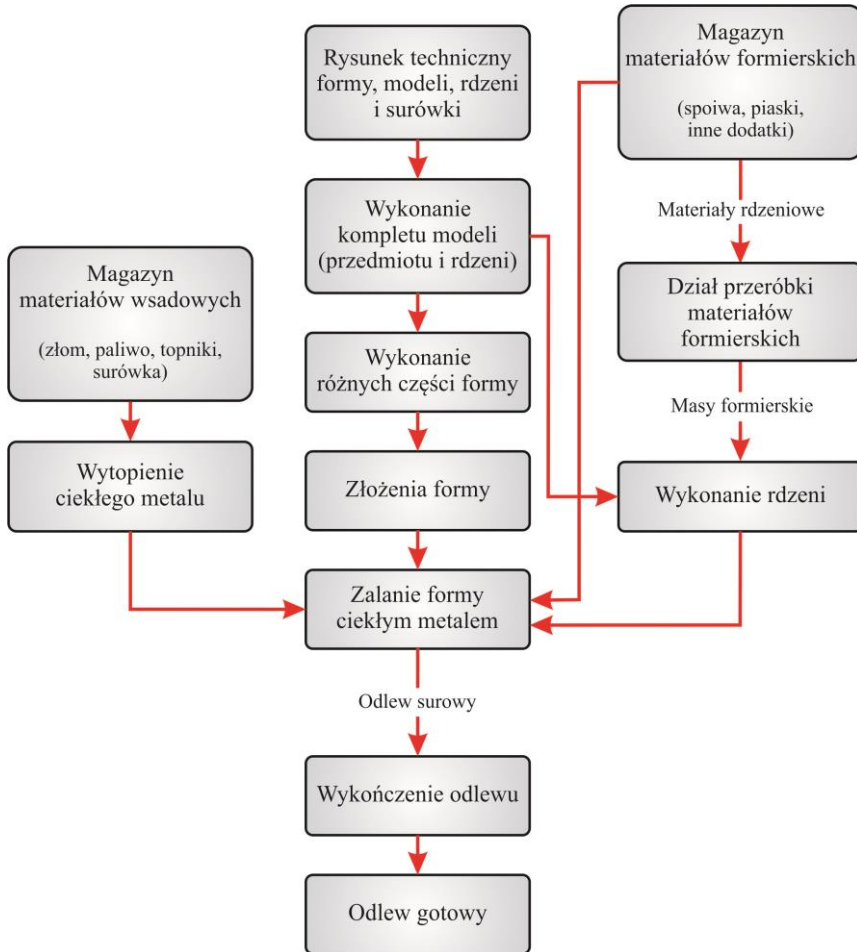 Rysunek techniczny
formy, modeli, rdzeni
i surówki
Magazyn
materiałów formierskich
(spoiwa, piaski,
inne dodatki)
Wykonanie
kompletu modeli
(przedmiotu i rdzeni)
Materiały rdzeniowe
Magazyn
materiałów wsadowych
(złom, paliwo, topniki,
surówka)
Dział przeróbki
materiałów
formierskich
Wykonanie
różnych części formy
Masy formierskie
Wytopienie
ciekłego metalu
Złożenia formy
Wykonanie rdzeni
Zalanie formy
ciekłym metalem
Odlew surowy
Wykończenie odlewu
Odlew gotowy